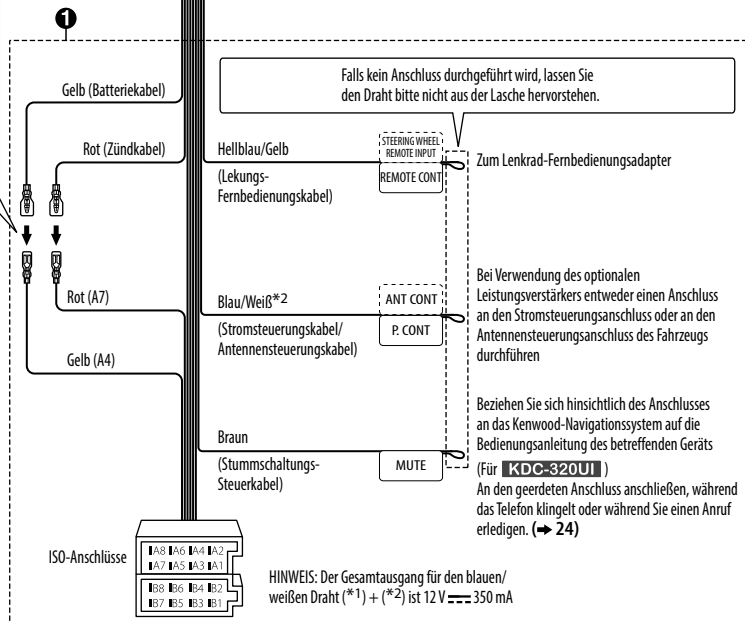 1
Falls kein Anschluss durchgeführt wird, lassen Sie
den Draht bitte nicht aus der Lasche hervorstehen.
Gelb (Batteriekabel)
Rot (Zündkabel)
Hellblau/Gelb
(Lekungs-
Fernbedienungskabel)
STEERING WHEEL
REMOTE INPUT
REMOTE CONT
Zum Lenkrad-Fernbedienungsadapter
Rot (A7)
Gelb (A4)
Blau/Weiß*2
(Stromsteuerungskabel/
Antennensteuerungskabel)
ANT CONT
P. CONT
Bei Verwendung des optionalen
Leistungsverstärkers entweder einen Anschluss
an den Stromsteuerungsanschluss oder an den
Antennensteuerungsanschluss des Fahrzeugs
durchführen
Braun
(Stummschaltungs-
Steuerkabel)
MUTE
Beziehen Sie sich hinsichtlich des Anschlusses
an das Kenwood-Navigationssystem auf die
Bedienungsanleitung des betreffenden Geräts
(Für KDC-320UI )
An den geerdeten Anschluss anschließen, während
das Telefon klingelt oder während Sie einen Anruf
erledigen. (➡ 24)
ISO-Anschlüsse
A8 A6 A4 A2
A7 A5 A3 A1
B8 B6 B4 B2
B7 B5 B3 B1
HINWEIS: Der Gesamtausgang für den blauen/
weißen Draht (*1) + (*2) ist 12 V ⎓ 350 mA